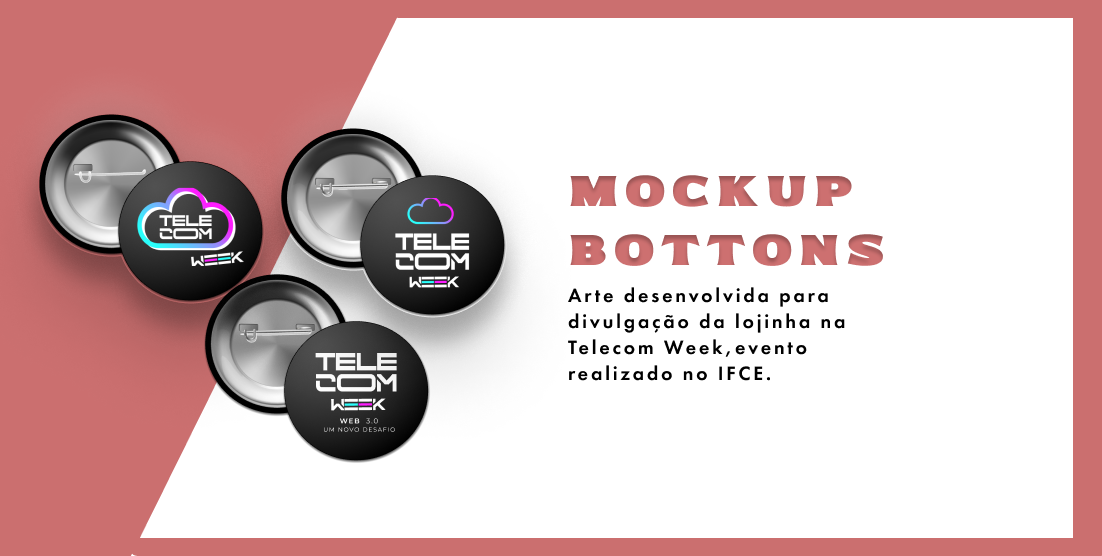 TELE
COM
WEEK
TELE
COM
WEEK
TELE
COM
WEEK
WEB 3.0
UM NOVO DESAFIO
MOCKUP
BOTTONS
Arte desenvolvida para
divulgação da lojinha na
Telecom Week,evento
realizado no IFCE.